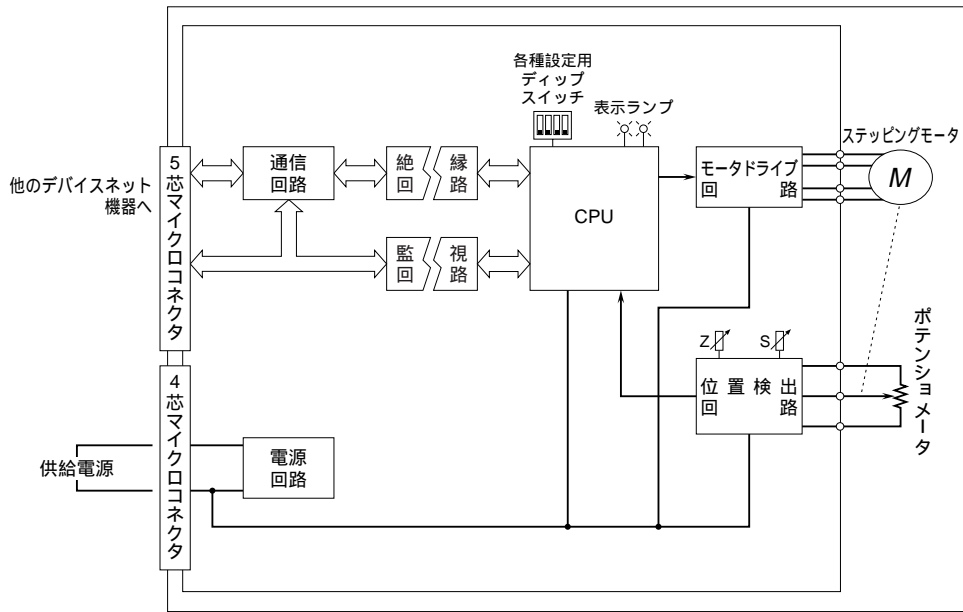 各種設定用
ディップ
スイッチ
表示ランプ
ステッピングモータ
他のデバイスネット
機器へ
5芯マイクロコネクタ
通信
回路
絶縁
回路
監視
回路
CPU
モータドライブ
回路
M
Z
S
位置検出
回路
ポテンショメータ
4芯マイクロコネクタ
供給電源
電源
回路